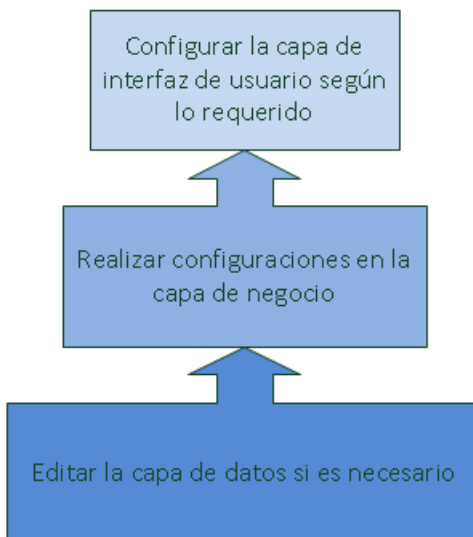 Configurar la capa de
interfaz de usuario según
lo requerido
Realizar configuraciones en la
capa de negocio
Editar la capa de datos si es necesario